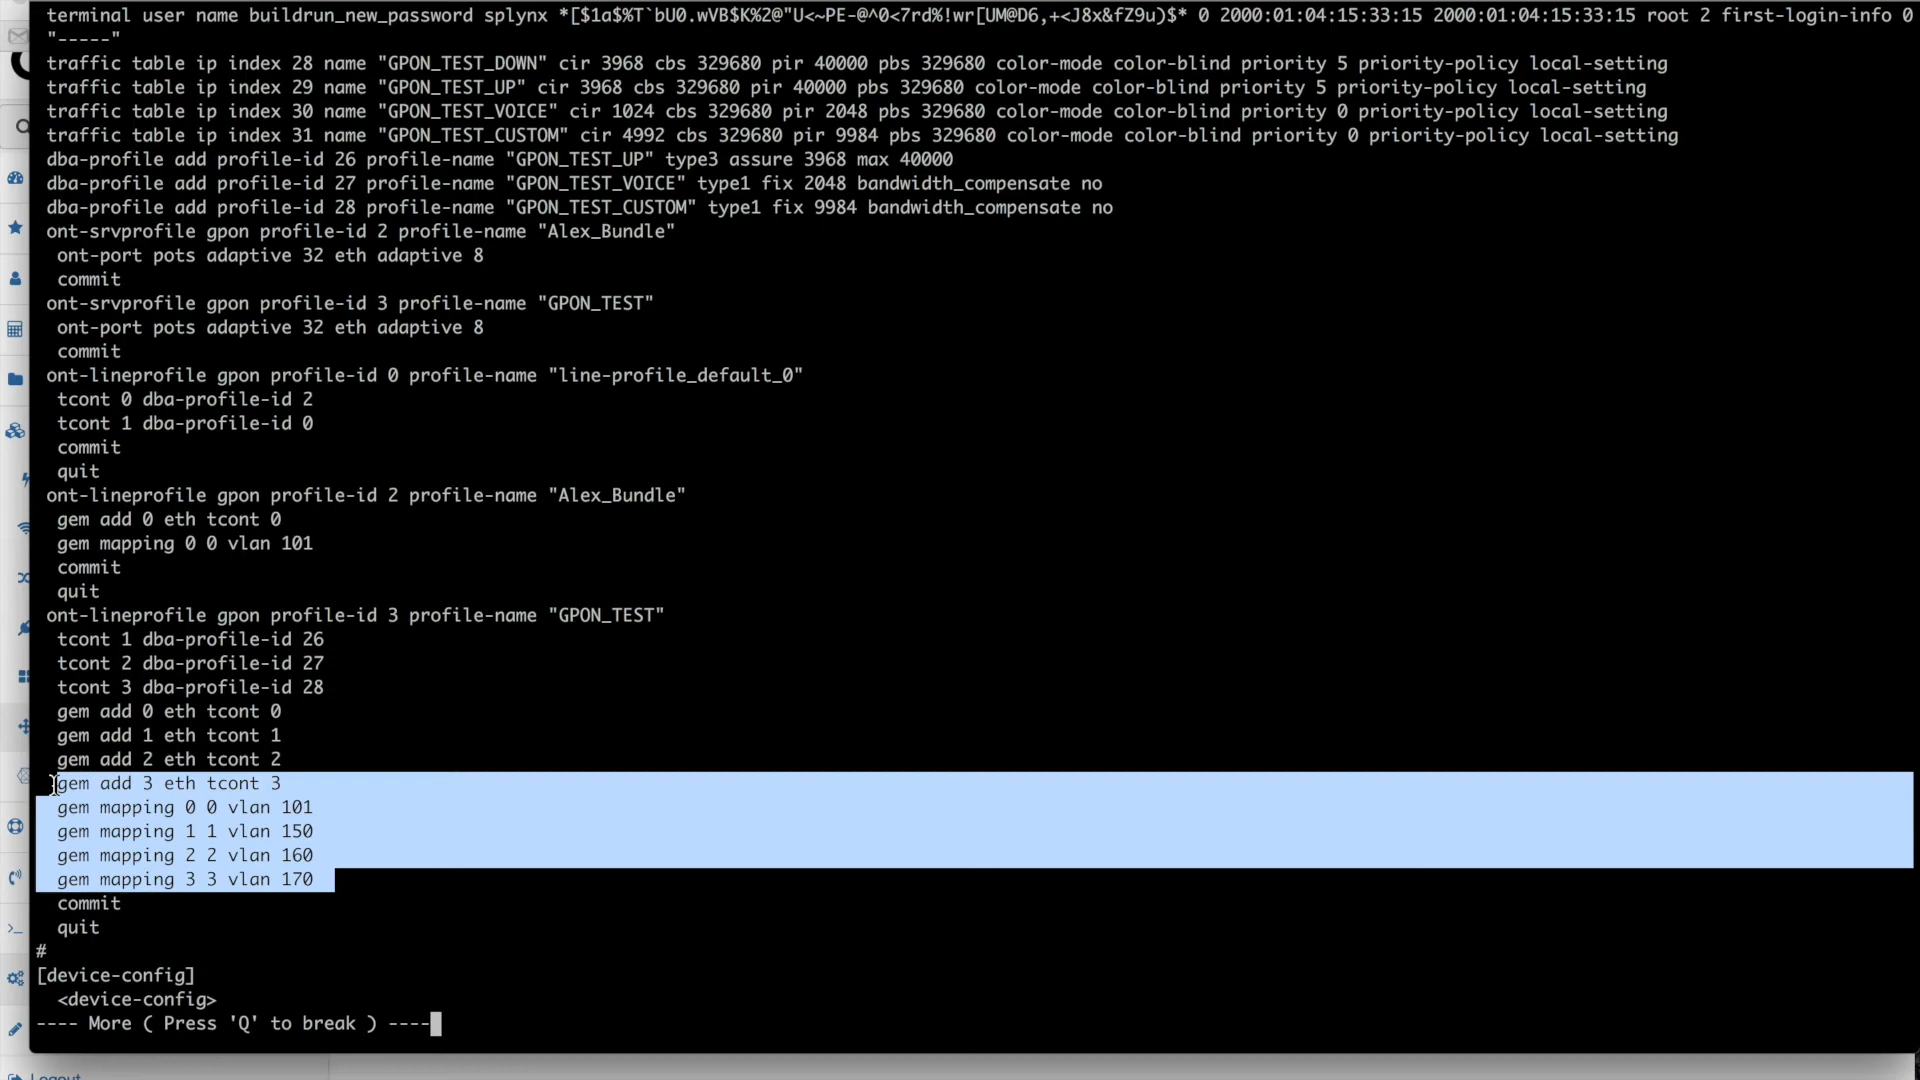 terminal user name buildrun_new_password splynx *[$1a$%T`bU0.wVB$K%2@"U<~PE-@^0<7rd%!wr[UM@D6,+<J8x&fZ9u)$* 0 2000:01:04:15:33:15 2000:01:04:15:33:15 root 2 first-login-info 0
"-----"
traffic table ip index 28 name "GPON_TEST_DOWN" cir 3968 cbs 329680 pir 40000 pbs 329680 color-mode color-blind priority 5 priority-policy local-setting
traffic table ip index 29 name "GPON_TEST_UP" cir 3968 cbs 329680 pir 40000 pbs 329680 color-mode color-blind priority 5 priority-policy local-setting
traffic table ip index 30 name "GPON_TEST_VOICE" cir 1024 cbs 329680 pir 2048 pbs 329680 color-mode color-blind priority 0 priority-policy local-setting
traffic table ip index 31 name "GPON_TEST_CUSTOM" cir 4992 cbs 329680 pir 9984 pbs 329680 color-mode color-blind priority 0 priority-policy local-setting
dba-profile add profile-id 26 profile-name "GPON_TEST_UP" type3 assure 3968 max 40000
dba-profile add profile-id 27 profile-name "GPON_TEST_VOICE" type1 fix 2048 bandwidth_compensate no
dba-profile add profile-id 28 profile-name "GPON_TEST_CUSTOM" type1 fix 9984 bandwidth_compensate no
ont-srvprofile gpon profile-id 2 profile-name "Alex_Bundle"
ont-port pots adaptive 32 eth adaptive 8
commit
ont-srvprofile gpon profile-id 3 profile-name "GPON_TEST"
ont-port pots adaptive 32 eth adaptive 8
commit
ont-lineprofile gpon profile-id 0 profile-name "line-profile_default_0"
tcont 0 dba-profile-id 2
tcont 1 dba-profile-id 0
commit
quit
ont-lineprofile gpon profile-id 2 profile-name "Alex_Bundle"
gem add 0 eth tcont 0
gem mapping 0 0 vlan 101
commit
quit
ont-lineprofile gpon profile-id 3 profile-name "GPON_TEST"
tcont 1 dba-profile-id 26
tcont 2 dba-profile-id 27
tcont 3 dba-profile-id 28
gem add 0 eth tcont 0
gem add 1 eth tcont 1
gem add 2 eth tcont 2
gem add 3 eth tcont 3
gem mapping 0 0 vlan 101
gem mapping 1 1 vlan 150
gem mapping 2 2 vlan 160
gem mapping 3 3 vlan 170
commit
quit
#
[device-config]
<device-config>
---- More ( Press 'Q' to break ) ----
Logout